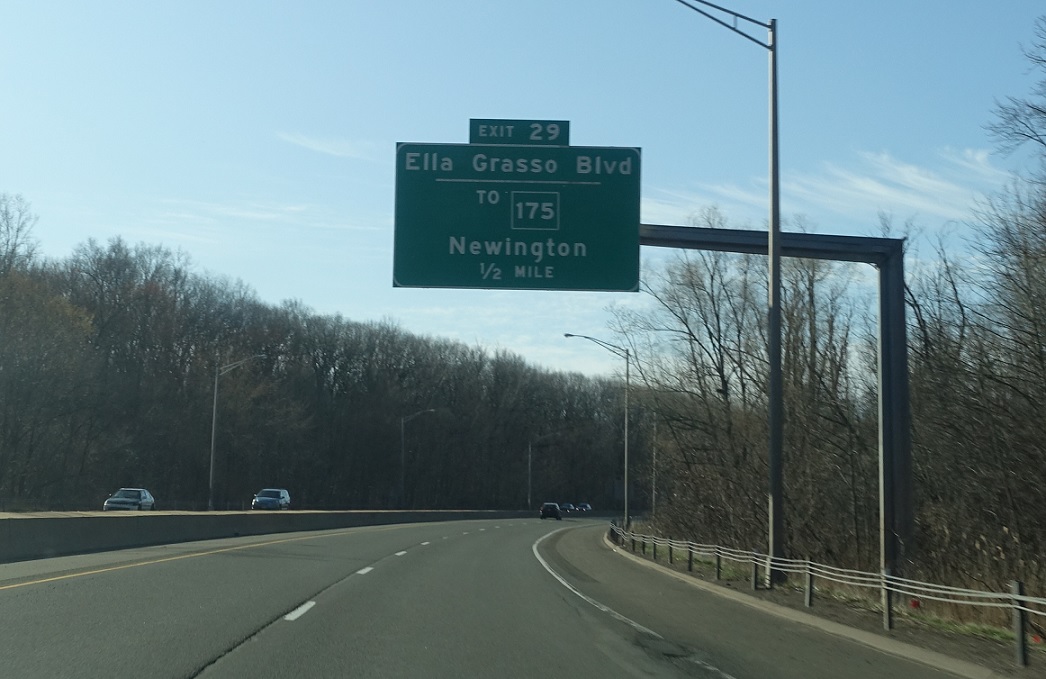 EXIT 29
Ella Grasso Blvd
TO 175
Newington
1/2 MILE